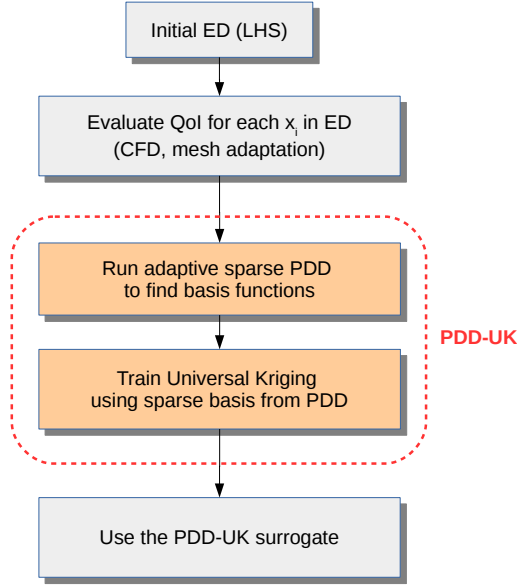 Initial ED (LHS)
Evaluate QoI for each xi in ED
(CFD, mesh adaptation)
Run adaptive sparse PDD
to find basis functions
PDD-UK
Train Universal Kriging
using sparse basis from PDD
Use the PDD-UK surrogate